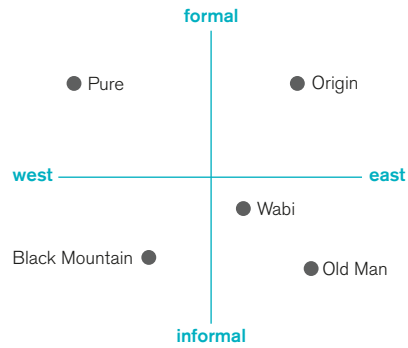 formal
Pure
Origin
west
east
Wabi
Black Mountain
Old Man
informal